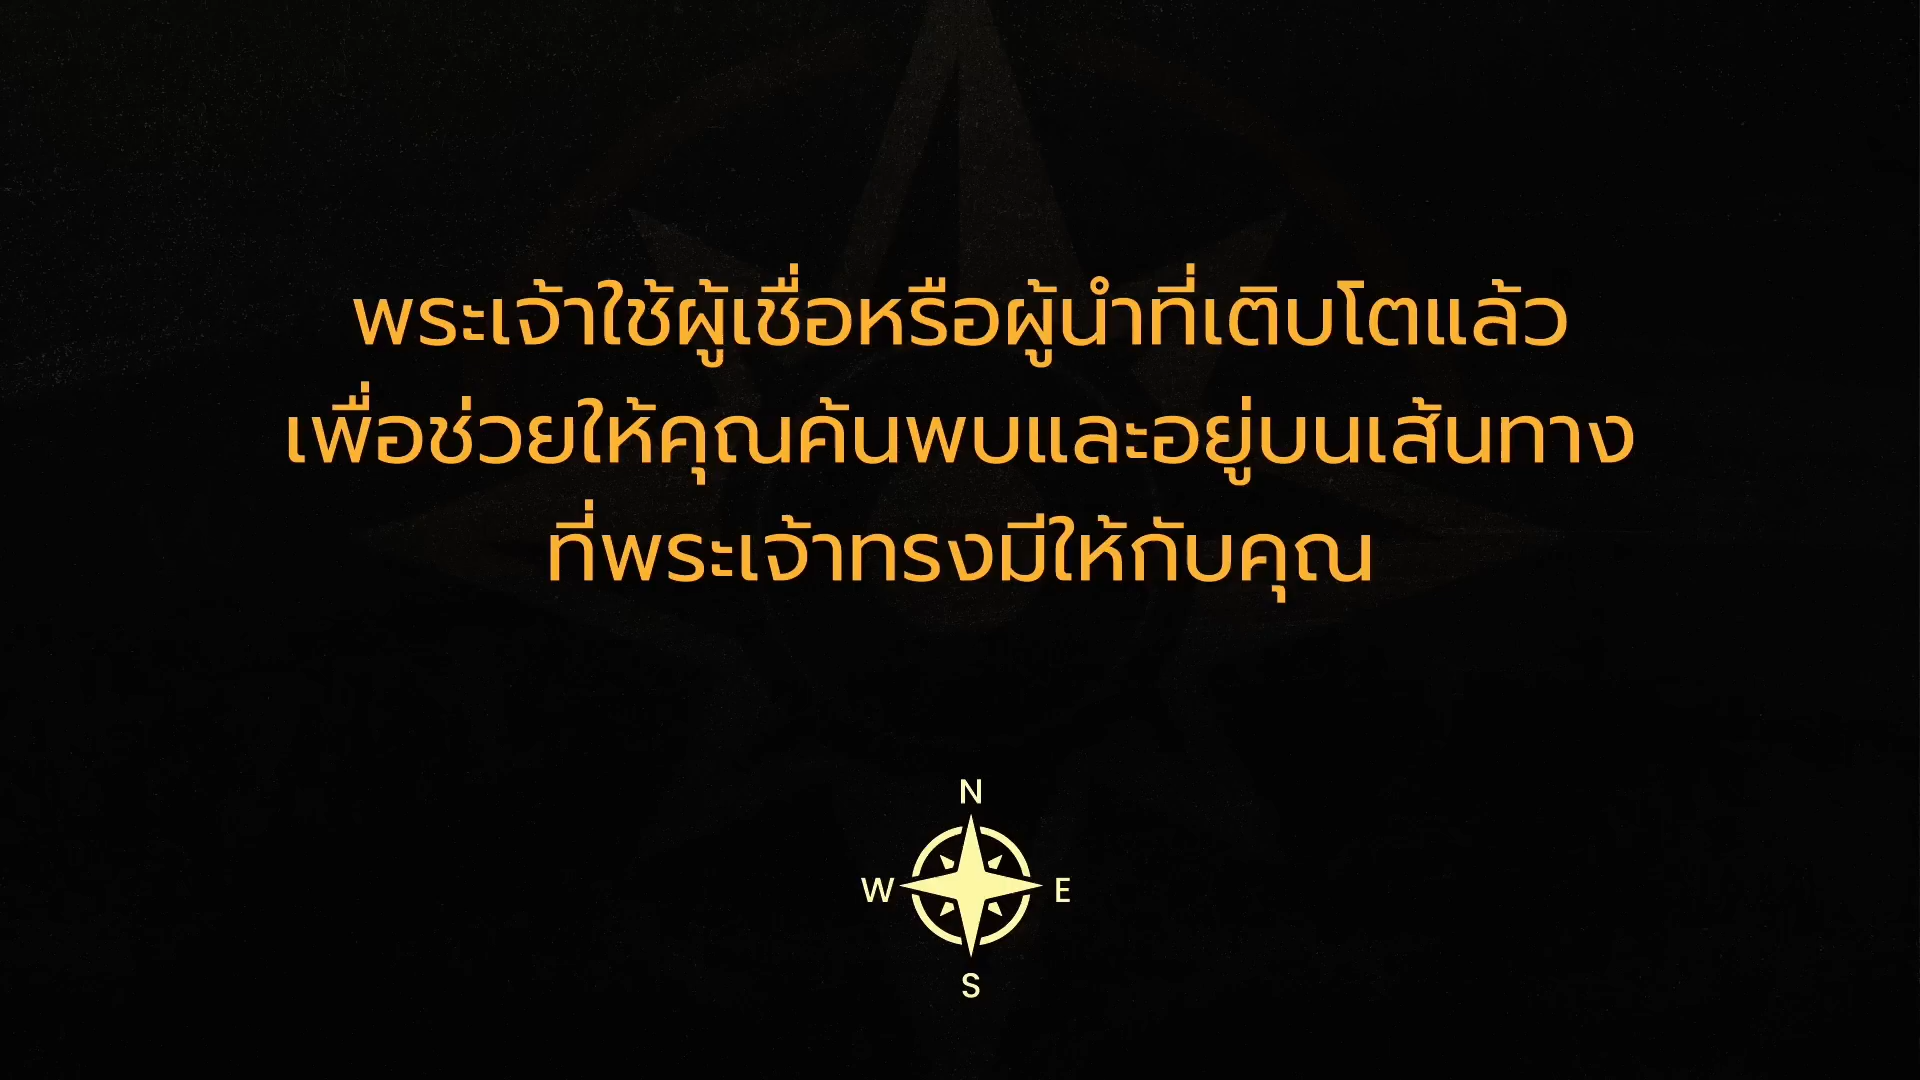 พระเจ้าใช้ผู้เชื่อหรือผู้นำที่เติบโตแล้ว
เพื่อช่วยให้คุณค้นพบและอยู่บนเส้นทาง
ที่พระเจ้าทรงมีให้กับคุณ
N
W E
S